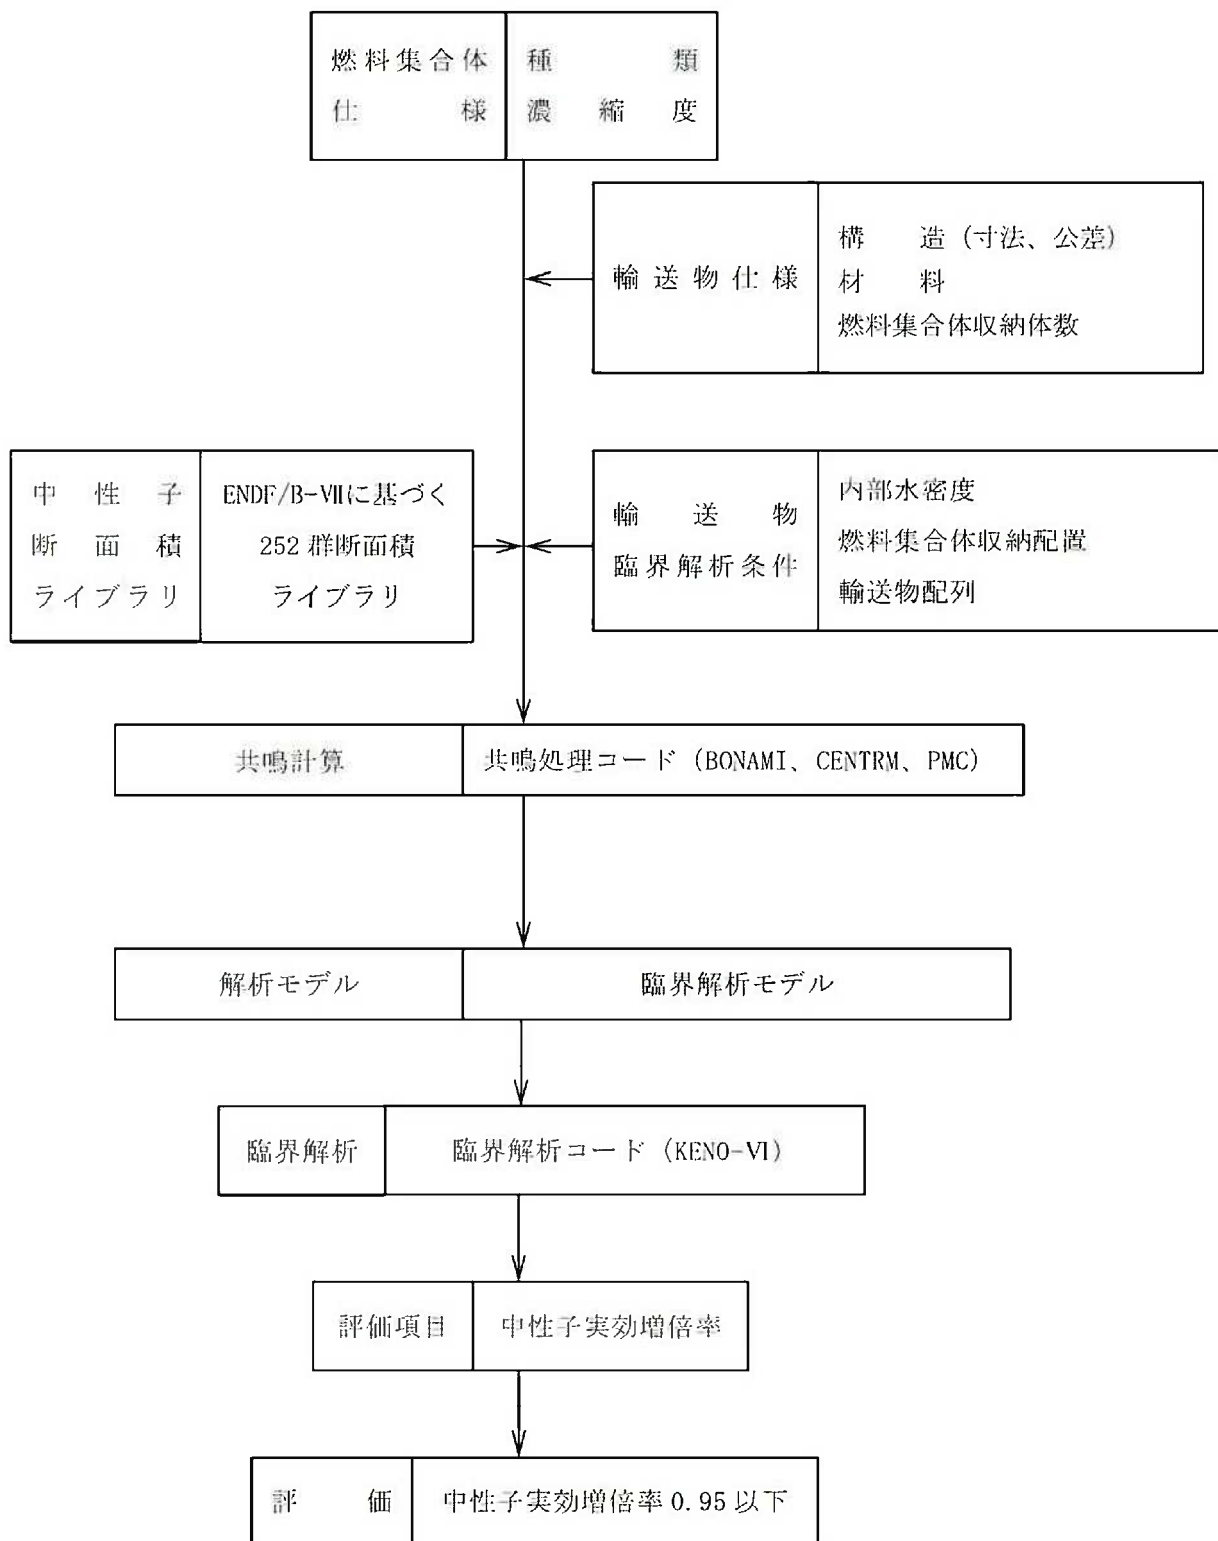 燃料集合体
仕様
種類
濃縮度
輸送物仕様
構造(寸法、公差)
材料
燃料集合体収納体数
中性子
断面積
ライブラリ
ENDF/B-Ⅶに基づく
252群断面積
ライブラリ
輸送物
臨界解析条件
内部水密度
燃料集合体収納配置
輸送物配列
共鳴計算
共鳴処理コード(BONAMI、CENTRM、PMC)
解析モデル
臨界解析モデル
臨界解析
臨界解析コード(KENO-Ⅵ)
評価項目
中性子実効増倍率
評価
中性子実効増倍率0.95以下